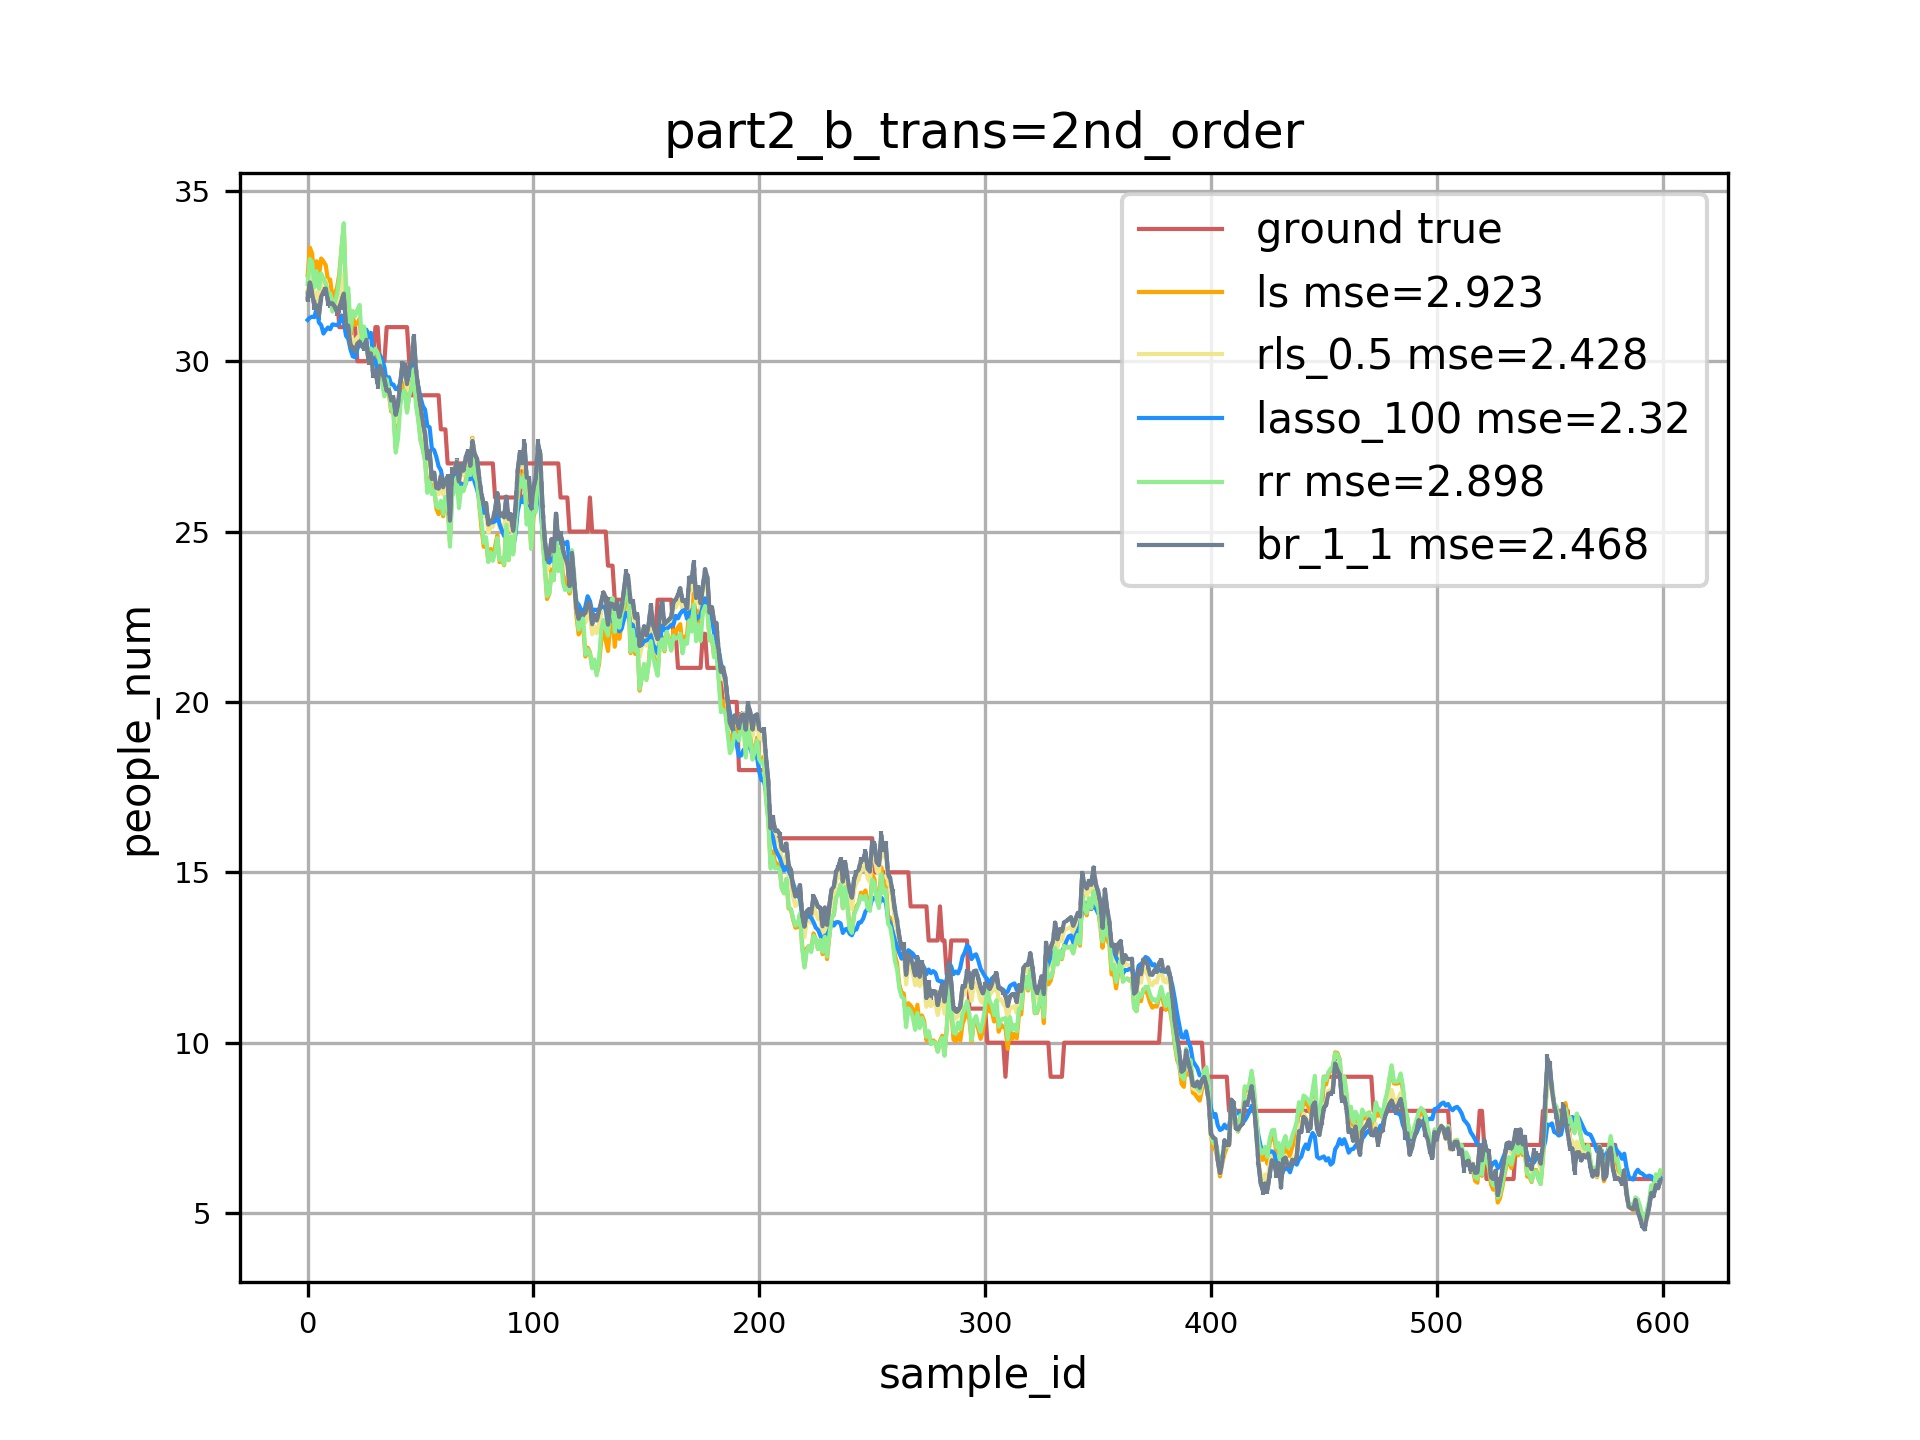 part2_b_trans=2nd_order
35
30
25
20
15
10
5
people_num
ground true
ls mse=2.923
rls_0.5 mse=2.428
lasso_100 mse=2.32
rr mse=2.898
br_1_1 mse=2.468
0 100 200 300 400 500 600
sample_id